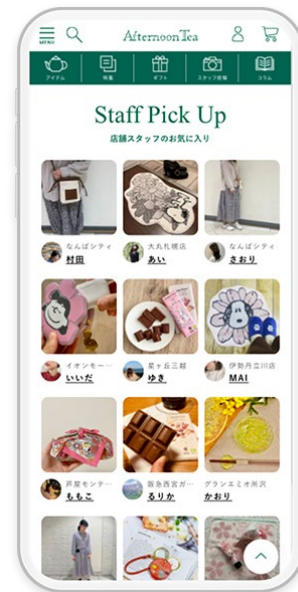 MENU
Afternoon Tea
アイテム
特集
ギフト
スタッフ投稿
コラム
Staff Pick Up
店舗スタッフのお気に入り
なんばシティ
村田
大丸札幌店
あい
なんばシティ
さおり
イオンモー…
いいだ
星ヶ丘三越
ゆき
伊勢丹立川店
MAI
芦屋モンテ…
ももこ
阪急西宮ガ…
るりか
グランエミオ所沢
かおり